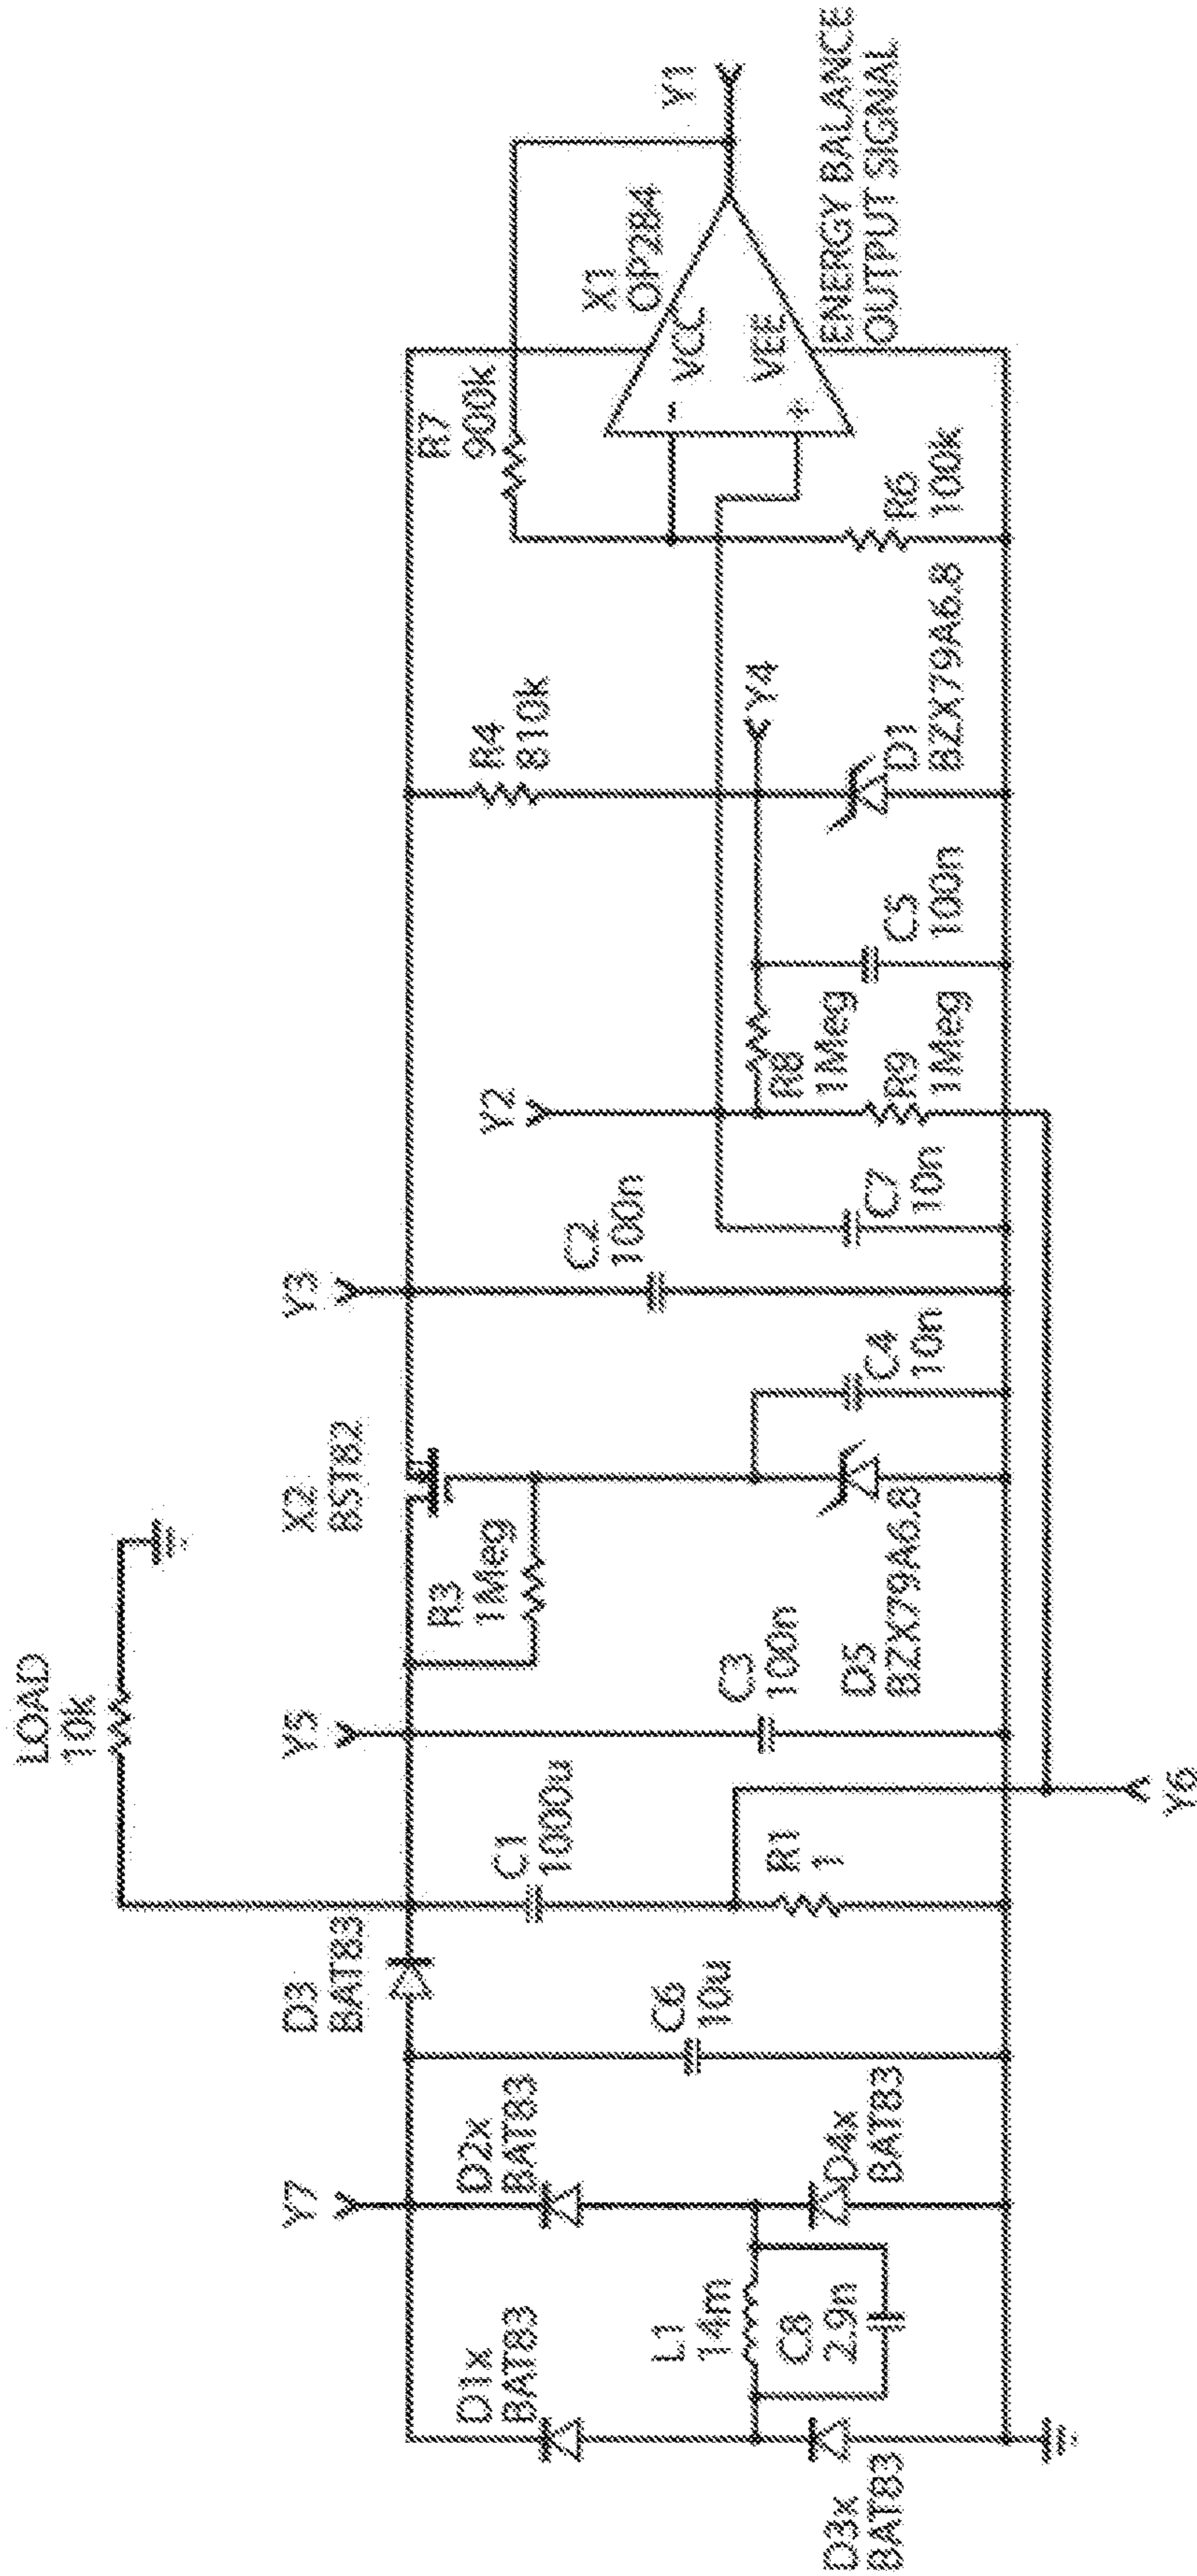 LOAD
10k
D3
BAT83
Y5
X2
BST82
Y3
Y7
D1x
BAT83
D2x
BAT83
C6
10u
C1
1000u
R3
1Meg
C2
100n
Y2
R4
810k
R7
900k
X1
OP284
Y1
VCC
-
VEE
+
L1
14m
C8
2.9n
D3x
BAT83
D4x
BAT83
R1
1
C3
100n
D5
BZX79A6.8
C4
10n
C7
10n
R8
1Meg
R9
1Meg
C5
100n
Y4
D1
BZX79A6.8
R6
100k
ENERGY BALANCE
OUTPUT SIGNAL
Y6